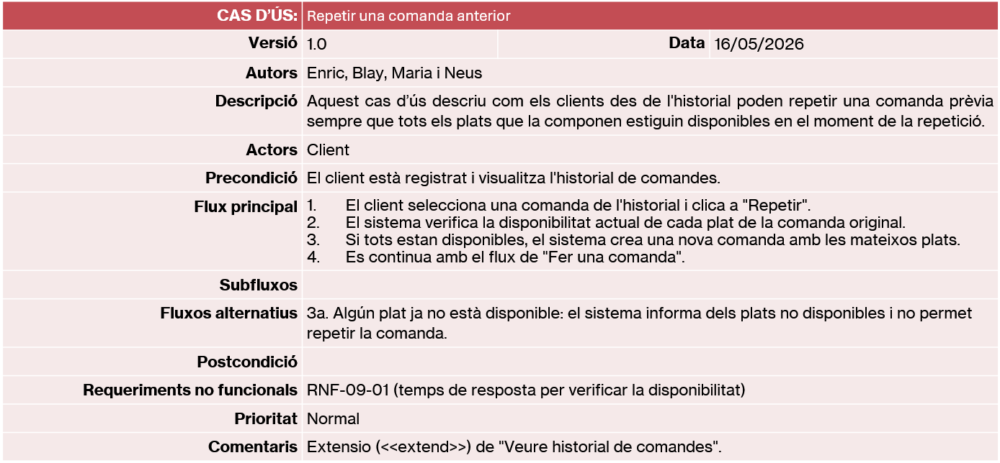 CAS D'ÚS: Repetir una comanda anterior
Versió 1.0 Data 16/05/2026
Autors Enric, Blay, Maria i Neus
Descripció Aquest cas d’ús descriu com els clients des de l'historial poden repetir una comanda prèvia
sempre que tots els plats que la componen estiguin disponibles en el moment de la repetició.
Actors Client
Precondició El client està registrat i visualitza l'historial de comandes.
Flux principal 1. El client selecciona una comanda de l'historial i clica a "Repetir".
2. El sistema verifica la disponibilitat actual de cada plat de la comanda original.
3. Si tots estan disponibles, el sistema crea una nova comanda amb les mateixos plats.
4. Es continua amb el flux de "Fer una comanda".
Subfluxos
Fluxos alternatius 3a. Algún plat ja no està disponible: el sistema informa dels plats no disponibles i no permet
repetir la comanda.
Postcondició
Requeriments no funcionals RNF-09-01 (temps de resposta per verificar la disponibilitat)
Prioritat Normal
Comentaris Extensio (<<extend>>) de "Veure historial de comandes".